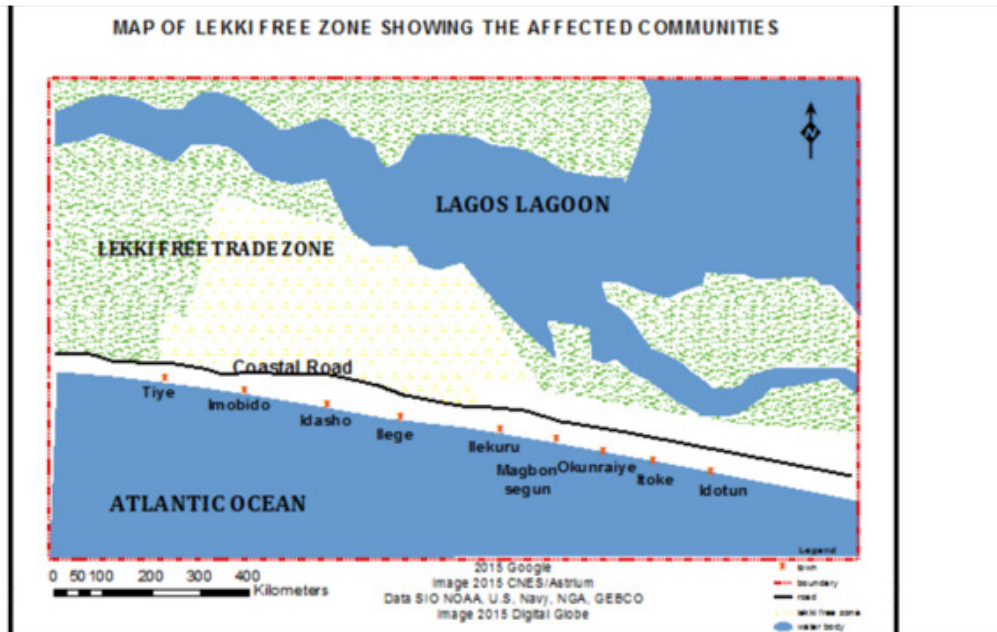 MAP OF LEKKI FREE ZONE SHOWING THE AFFECTED COMMUNITIES
N
LAGOS LAGOON
LEKKI FREE TRADE ZONE
Coastal Road
Tiye
Imobido
Idasho
Ilege
Ilekuru
Magbon
segun
Okunraiye
Itoke
Idotun
ATLANTIC OCEAN
0 50 100 200 300 400
Kilometers
2015 Google
Image 2015 CNES/Astrium
Data SIO NOAA, U.S, Navy, NGA, GEBCO
Image 2015 Digital Globe
Legend
town
boundary
road
lekki free zone
water body